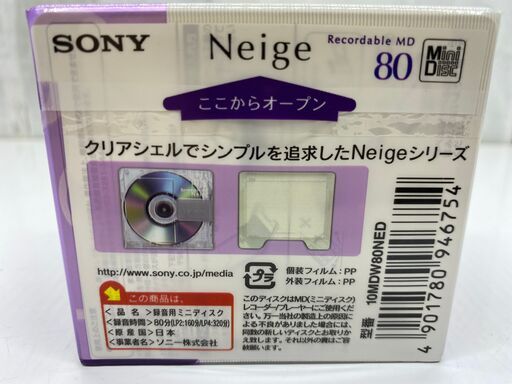 SONY
Neige
Recordable MD
80
Mini
Disc
ここからオープン
クリアシェルでシンプルを追求したNeigeシリーズ
http://www.sony.co.jp/media
プラ
個装フィルム：PP
外装フィルム：PP
この商品は、
＜品　名＞録音用ミニディスク
＜録音時間＞80分(LP2:160分/LP4:320分)
＜原産国＞日本
＜事業者名＞ソニー株式会社
このディスクはMD(ミニディスク)
レコーダー/プレーヤーにご使用くだ
さい。万一当社の製造上の原因に
よる不良がありました場合には、
同数の新しいディスクとお取りか
え致します。それ以外の責はご容
赦願います。
型番
10MDW80NED
4 901780 946754